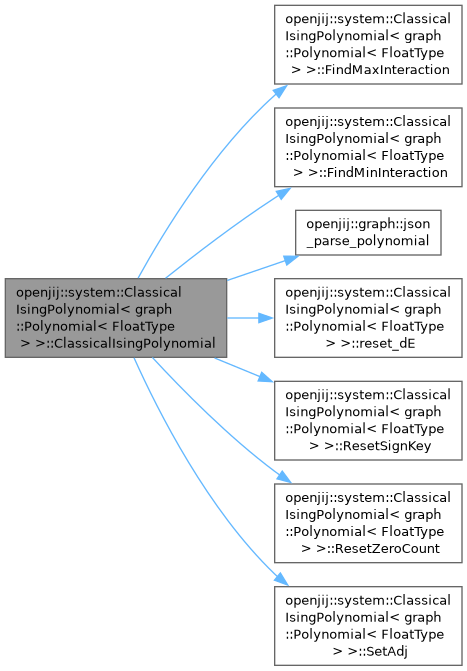 openjij::system::Classical
IsingPolynomial< graph
::Polynomial< FloatType
> >::FindMaxInteraction
openjij::system::Classical
IsingPolynomial< graph
::Polynomial< FloatType
> >::FindMinInteraction
openjij::graph::json
_parse_polynomial
openjij::system::Classical
IsingPolynomial< graph
::Polynomial< FloatType
> >::ClassicalIsingPolynomial
openjij::system::Classical
IsingPolynomial< graph
::Polynomial< FloatType
> >::reset_dE
openjij::system::Classical
IsingPolynomial< graph
::Polynomial< FloatType
> >::ResetSignKey
openjij::system::Classical
IsingPolynomial< graph
::Polynomial< FloatType
> >::ResetZeroCount
openjij::system::Classical
IsingPolynomial< graph
::Polynomial< FloatType
> >::SetAdj